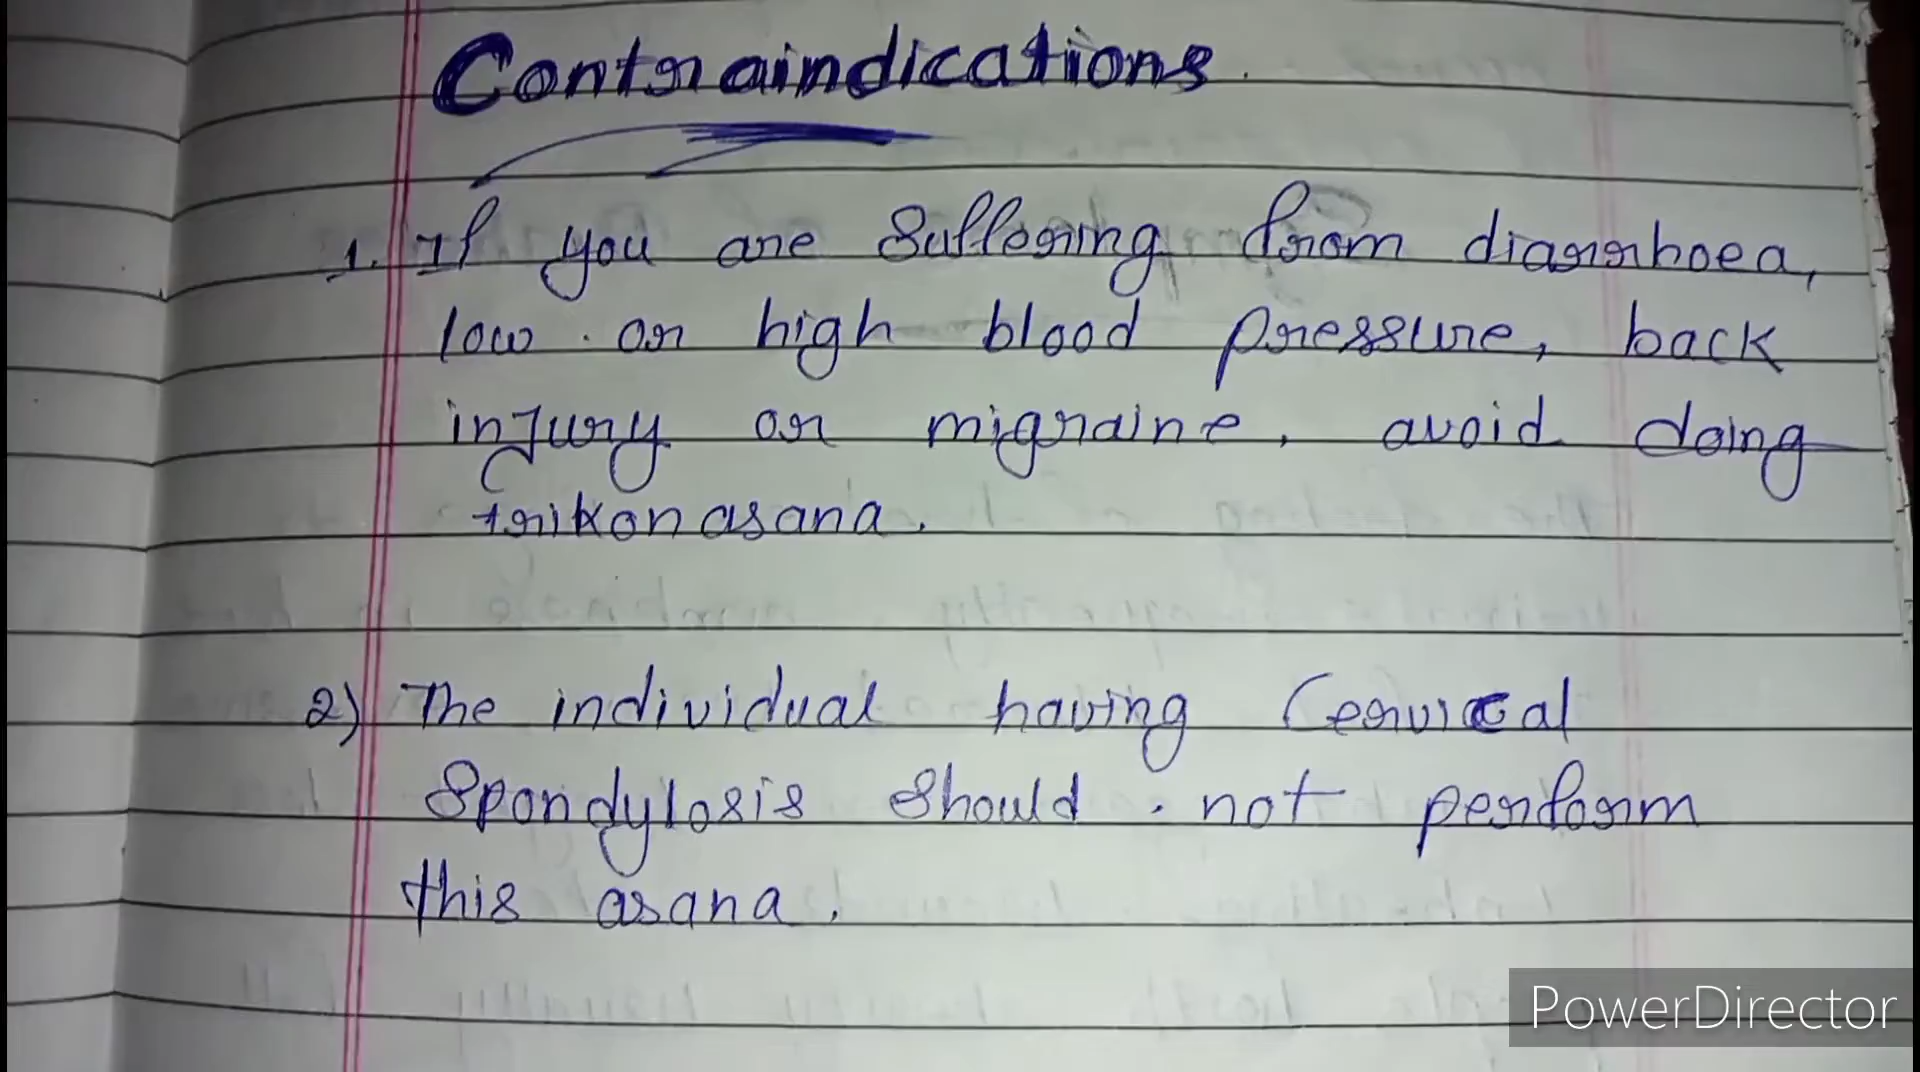 Contraindications.
1. If you are suffering from diarrhoea,
low or high blood pressure, back
injury or migraine, avoid doing
trikonasana.
2) The individual having Cervical
Spondylosis should not perform
this asana.
PowerDirector